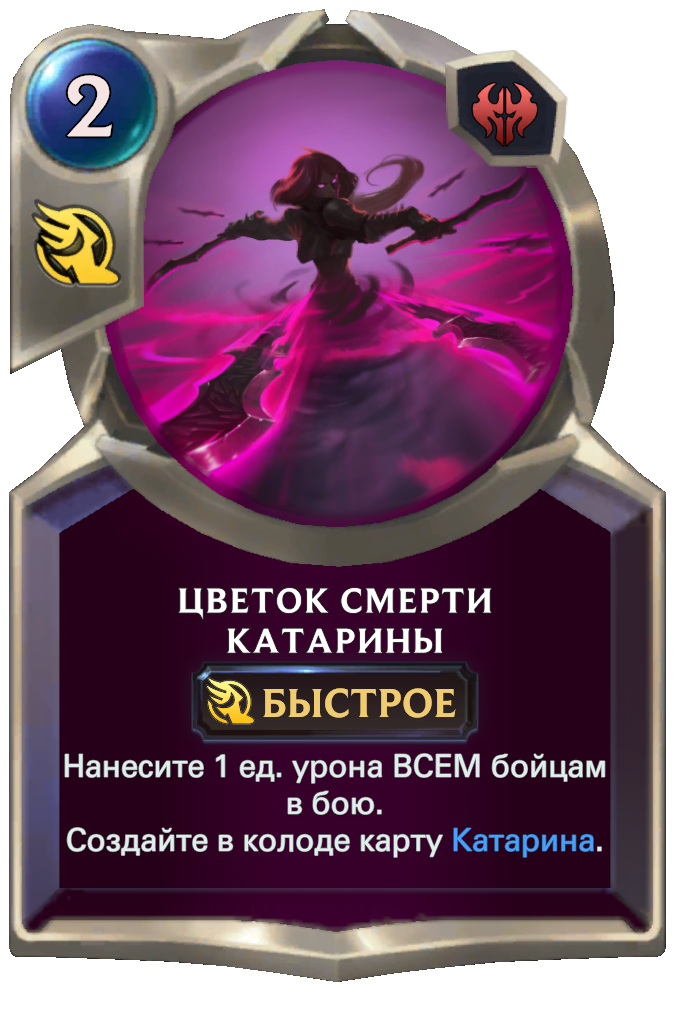 2
ЦВЕТОК СМЕРТИ
КАТАРИНЫ
БЫСТРОЕ
Нанесите 1 ед. урона ВСЕМ бойцам
в бою.
Создайте в колоде карту Катарина.